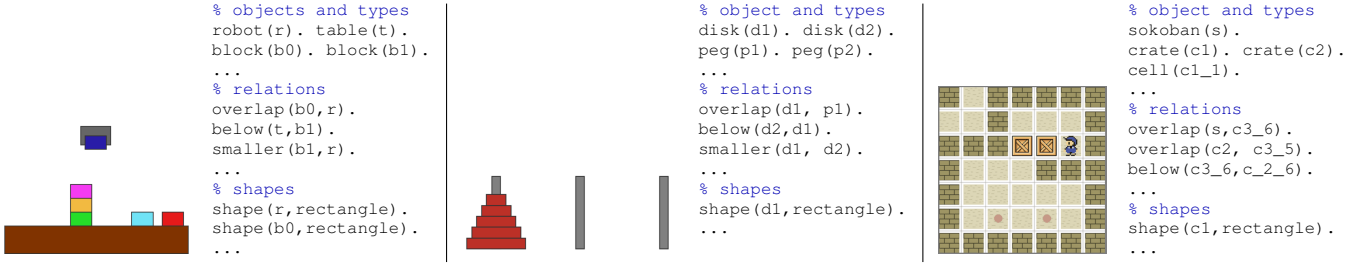 % objects and types
robot(r). table(t).
block(b0). block(b1).
...
% relations
overlap(b0,r).
below(t,b1).
smaller(b1,r).
...
% shapes
shape(r,rectangle).
shape(b0,rectangle).
...
% object and types
disk(d1). disk(d2).
peg(p1). peg(p2).
...
% relations
overlap(d1, p1).
below(d2,d1).
smaller(d1, d2).
...
% shapes
shape(d1,rectangle).
...
% object and types
sokoban(s).
crate(c1). crate(c2).
cell(c1_1).
...
% relations
overlap(s,c3_6).
overlap(c2, c3_5).
below(c3_6,c_2_6).
...
% shapes
shape(c1,rectangle).
...